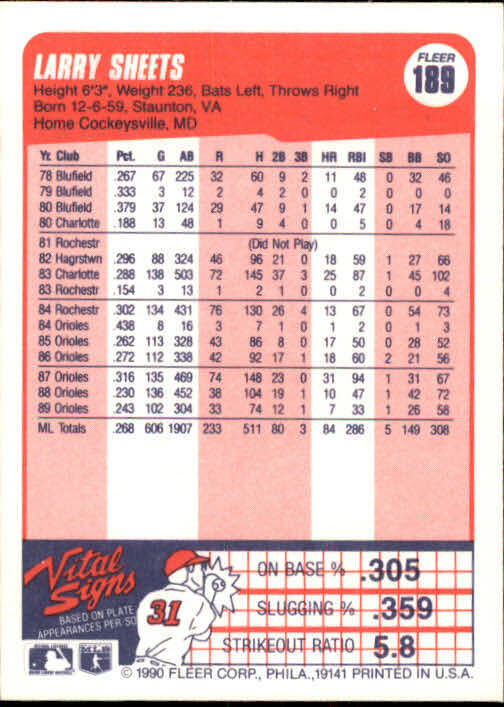 LARRY SHEETS
FLEER
189
Height 6'3", Weight 236, Bats Left, Throws Right
Born 12-6-59, Staunton, VA
Home Cockeysville, MD
Yr. Club Pct. G AB R H 2B 3B HR RBI SB BB SO
78 Blufield .267 67 225 32 60 9 2 11 48 0 32 46
79 Blufield .333 3 12 2 4 2 0 0 2 0 0 2
80 Blufield .379 37 124 29 47 9 1 14 47 0 17 14
80 Charlotte .188 13 48 1 9 4 0 0 5 0 4 18
81 Rochestr (Did Not Play)
82 Hagrstwn .296 88 324 46 96 21 0 18 59 1 27 66
83 Charlotte .288 138 503 72 145 37 3 25 87 1 45 102
83 Rochestr .154 3 13 1 2 1 0 0 0 0 0 4
84 Rochestr .302 134 431 76 130 26 4 13 67 0 54 73
84 Orioles .438 8 16 3 7 1 0 1 2 0 1 3
85 Orioles .262 113 328 43 86 8 0 17 50 0 28 52
86 Orioles .272 112 338 42 92 17 1 18 60 2 21 56
87 Orioles .316 135 469 74 148 23 0 31 94 1 31 67
88 Orioles .230 136 452 38 104 19 1 10 47 1 42 72
89 Orioles .243 102 304 33 74 12 1 7 33 1 26 58
ML Totals .268 606 1907 233 511 80 3 84 286 5 149 308
Vital Signs
BASED ON PLATE
APPEARANCES PER SO
31
ON BASE % .305
SLUGGING % .359
STRIKEOUT RATIO 5.8
© 1990 FLEER CORP., PHILA.,19141 PRINTED IN U.S.A.